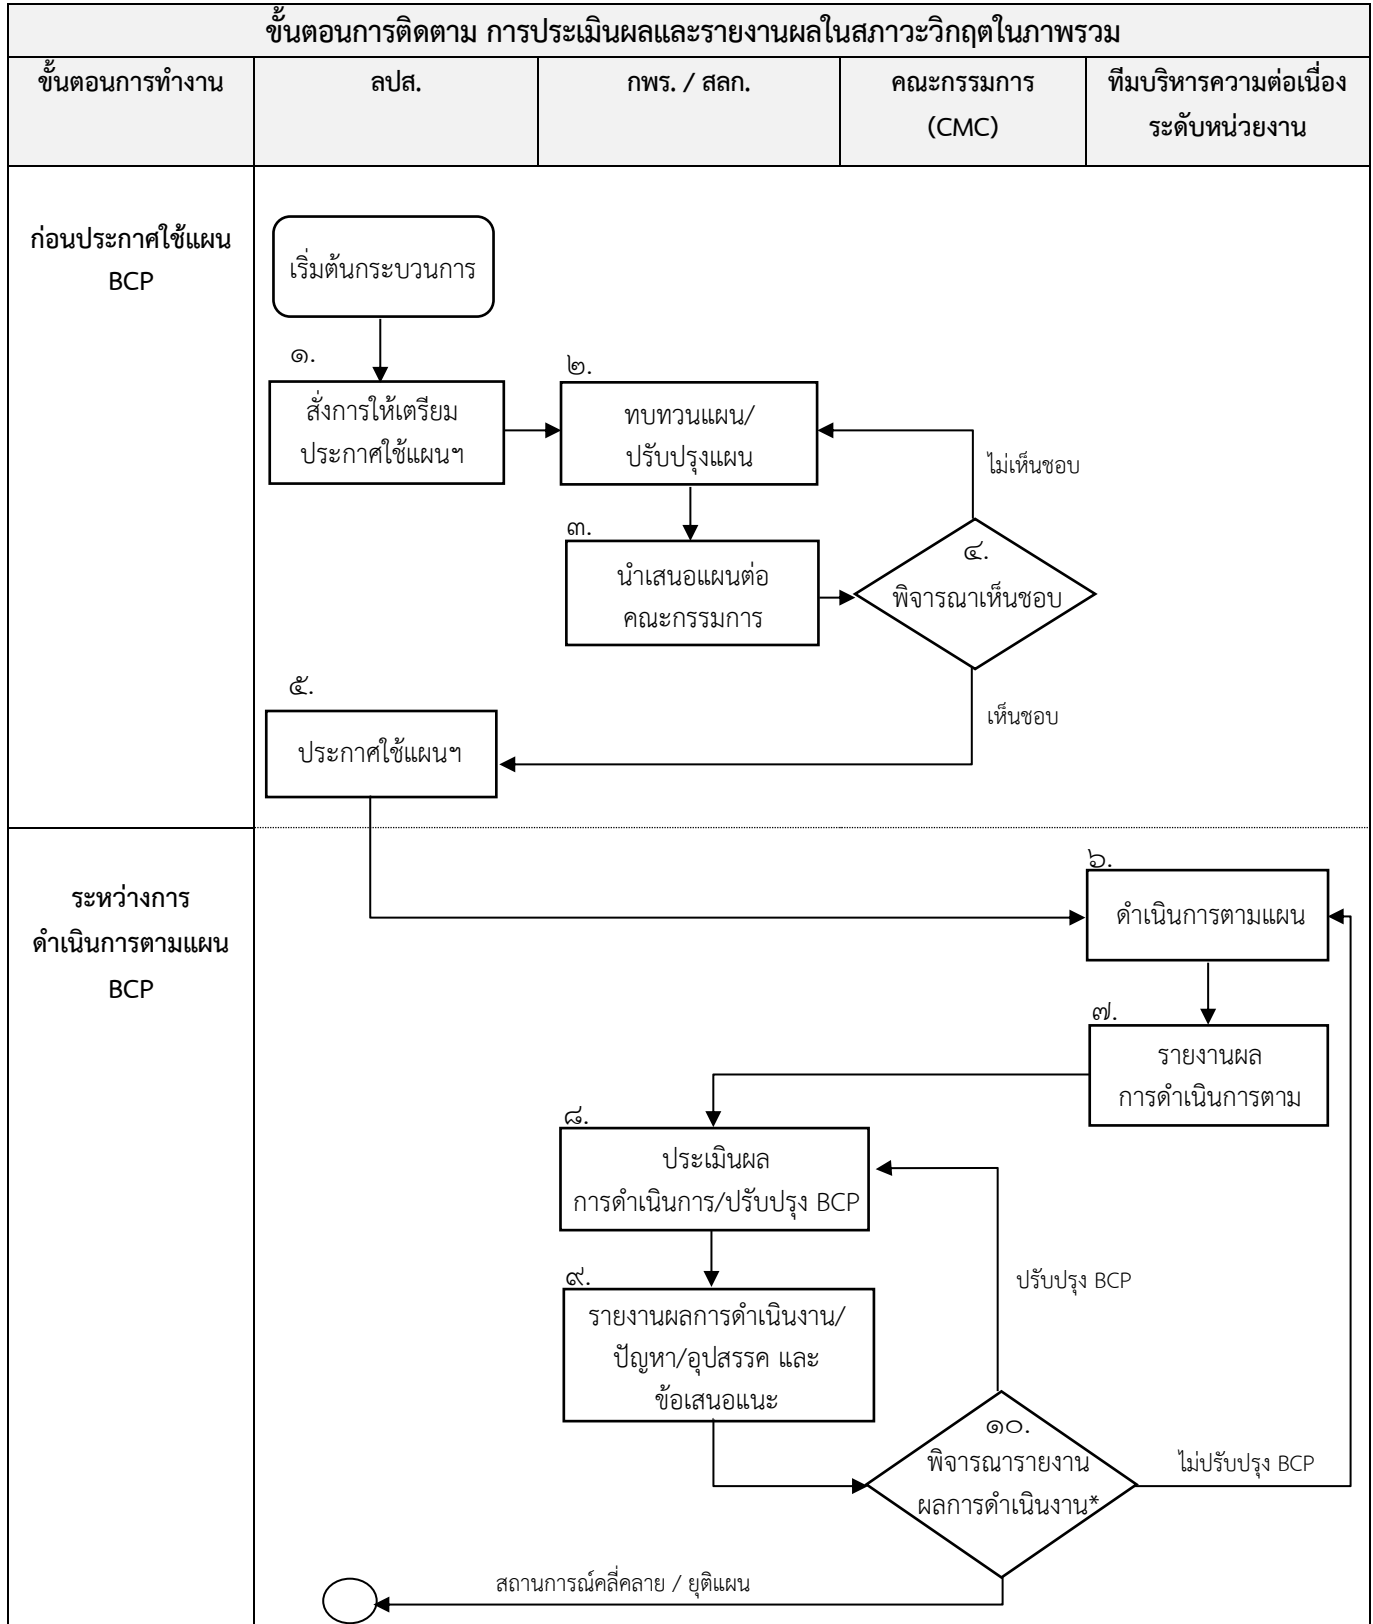 ขั้นตอนการติดตาม การประเมินผลและรายงานผลในสภาวะวิกฤตในภาพรวม
ขั้นตอนการทำงาน
ลปส.
กพร. / สลก.
คณะกรรมการ
(CMC)
ทีมบริหารความต่อเนื่อง
ระดับหน่วยงาน
ก่อนประกาศใช้แผน
BCP
เริ่มต้นกระบวนการ
๑.
สั่งการให้เตรียม
ประกาศใช้แผนฯ
๒.
ทบทวนแผน/
ปรับปรุงแผน
ไม่เห็นชอบ
๓.
นำเสนอแผนต่อ
คณะกรรมการ
๔.
พิจารณาเห็นชอบ
เห็นชอบ
๕.
ประกาศใช้แผนฯ
ระหว่างการ
ดำเนินการตามแผน
BCP
๖.
ดำเนินการตามแผน
๗.
รายงานผล
การดำเนินการตาม
๘.
ประเมินผล
การดำเนินการ/ปรับปรุง BCP
๙.
รายงานผลการดำเนินงาน/
ปัญหา/อุปสรรค และ
ข้อเสนอแนะ
ปรับปรุง BCP
๑๐.
พิจารณารายงาน
ผลการดำเนินงาน*
ไม่ปรับปรุง BCP
สถานการณ์คลี่คลาย / ยุติแผน